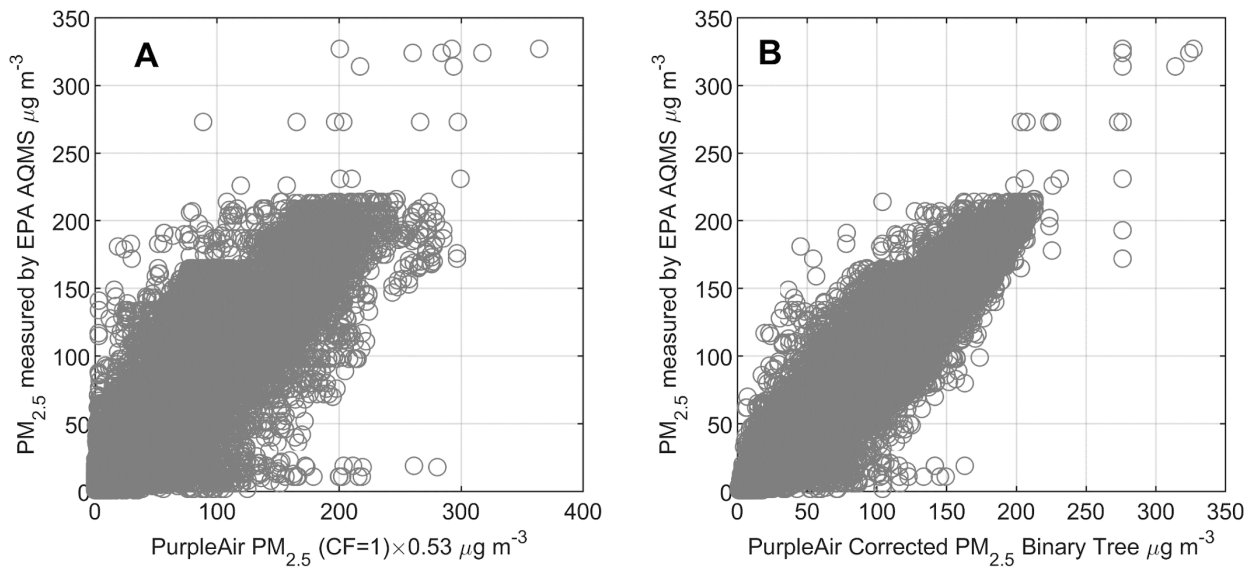 A
PM2.5 measured by EPA AQMS μg m-3
350
300
250
200
150
100
50
0
0 100 200 300 400
PurpleAir PM2.5 (CF=1)×0.53 μg m-3
B
PM2.5 measured by EPA AQMS μg m-3
350
300
250
200
150
100
50
0
0 50 100 150 200 250 300 350
PurpleAir Corrected PM2.5 Binary Tree μg m-3